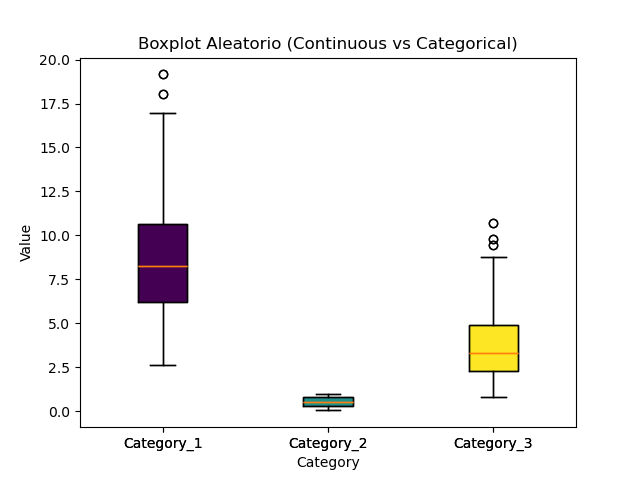 Boxplot Aleatorio (Continuous vs Categorical)
20.0
17.5
15.0
12.5
10.0
7.5
5.0
2.5
0.0
Value
Category_1 Category_2 Category_3
Category